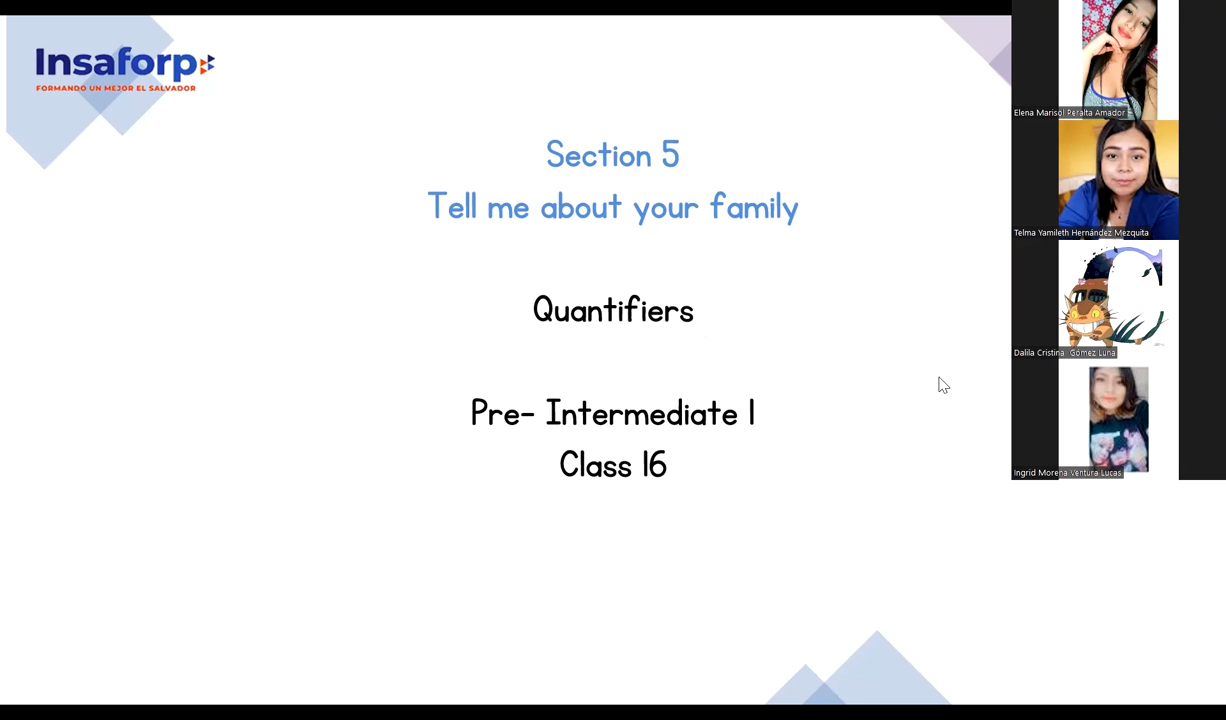 Insaforp
FORMANDO UN MEJOR EL SALVADOR
Section 5
Tell me about your family
Quantifiers
Pre- Intermediate 1
Class 16
Elena Marisol Peralta Amador
Telma Yamileth Hernández Mezquita
Dalila Cristina Gómez Luna
Ingrid Morena Ventura Lucas